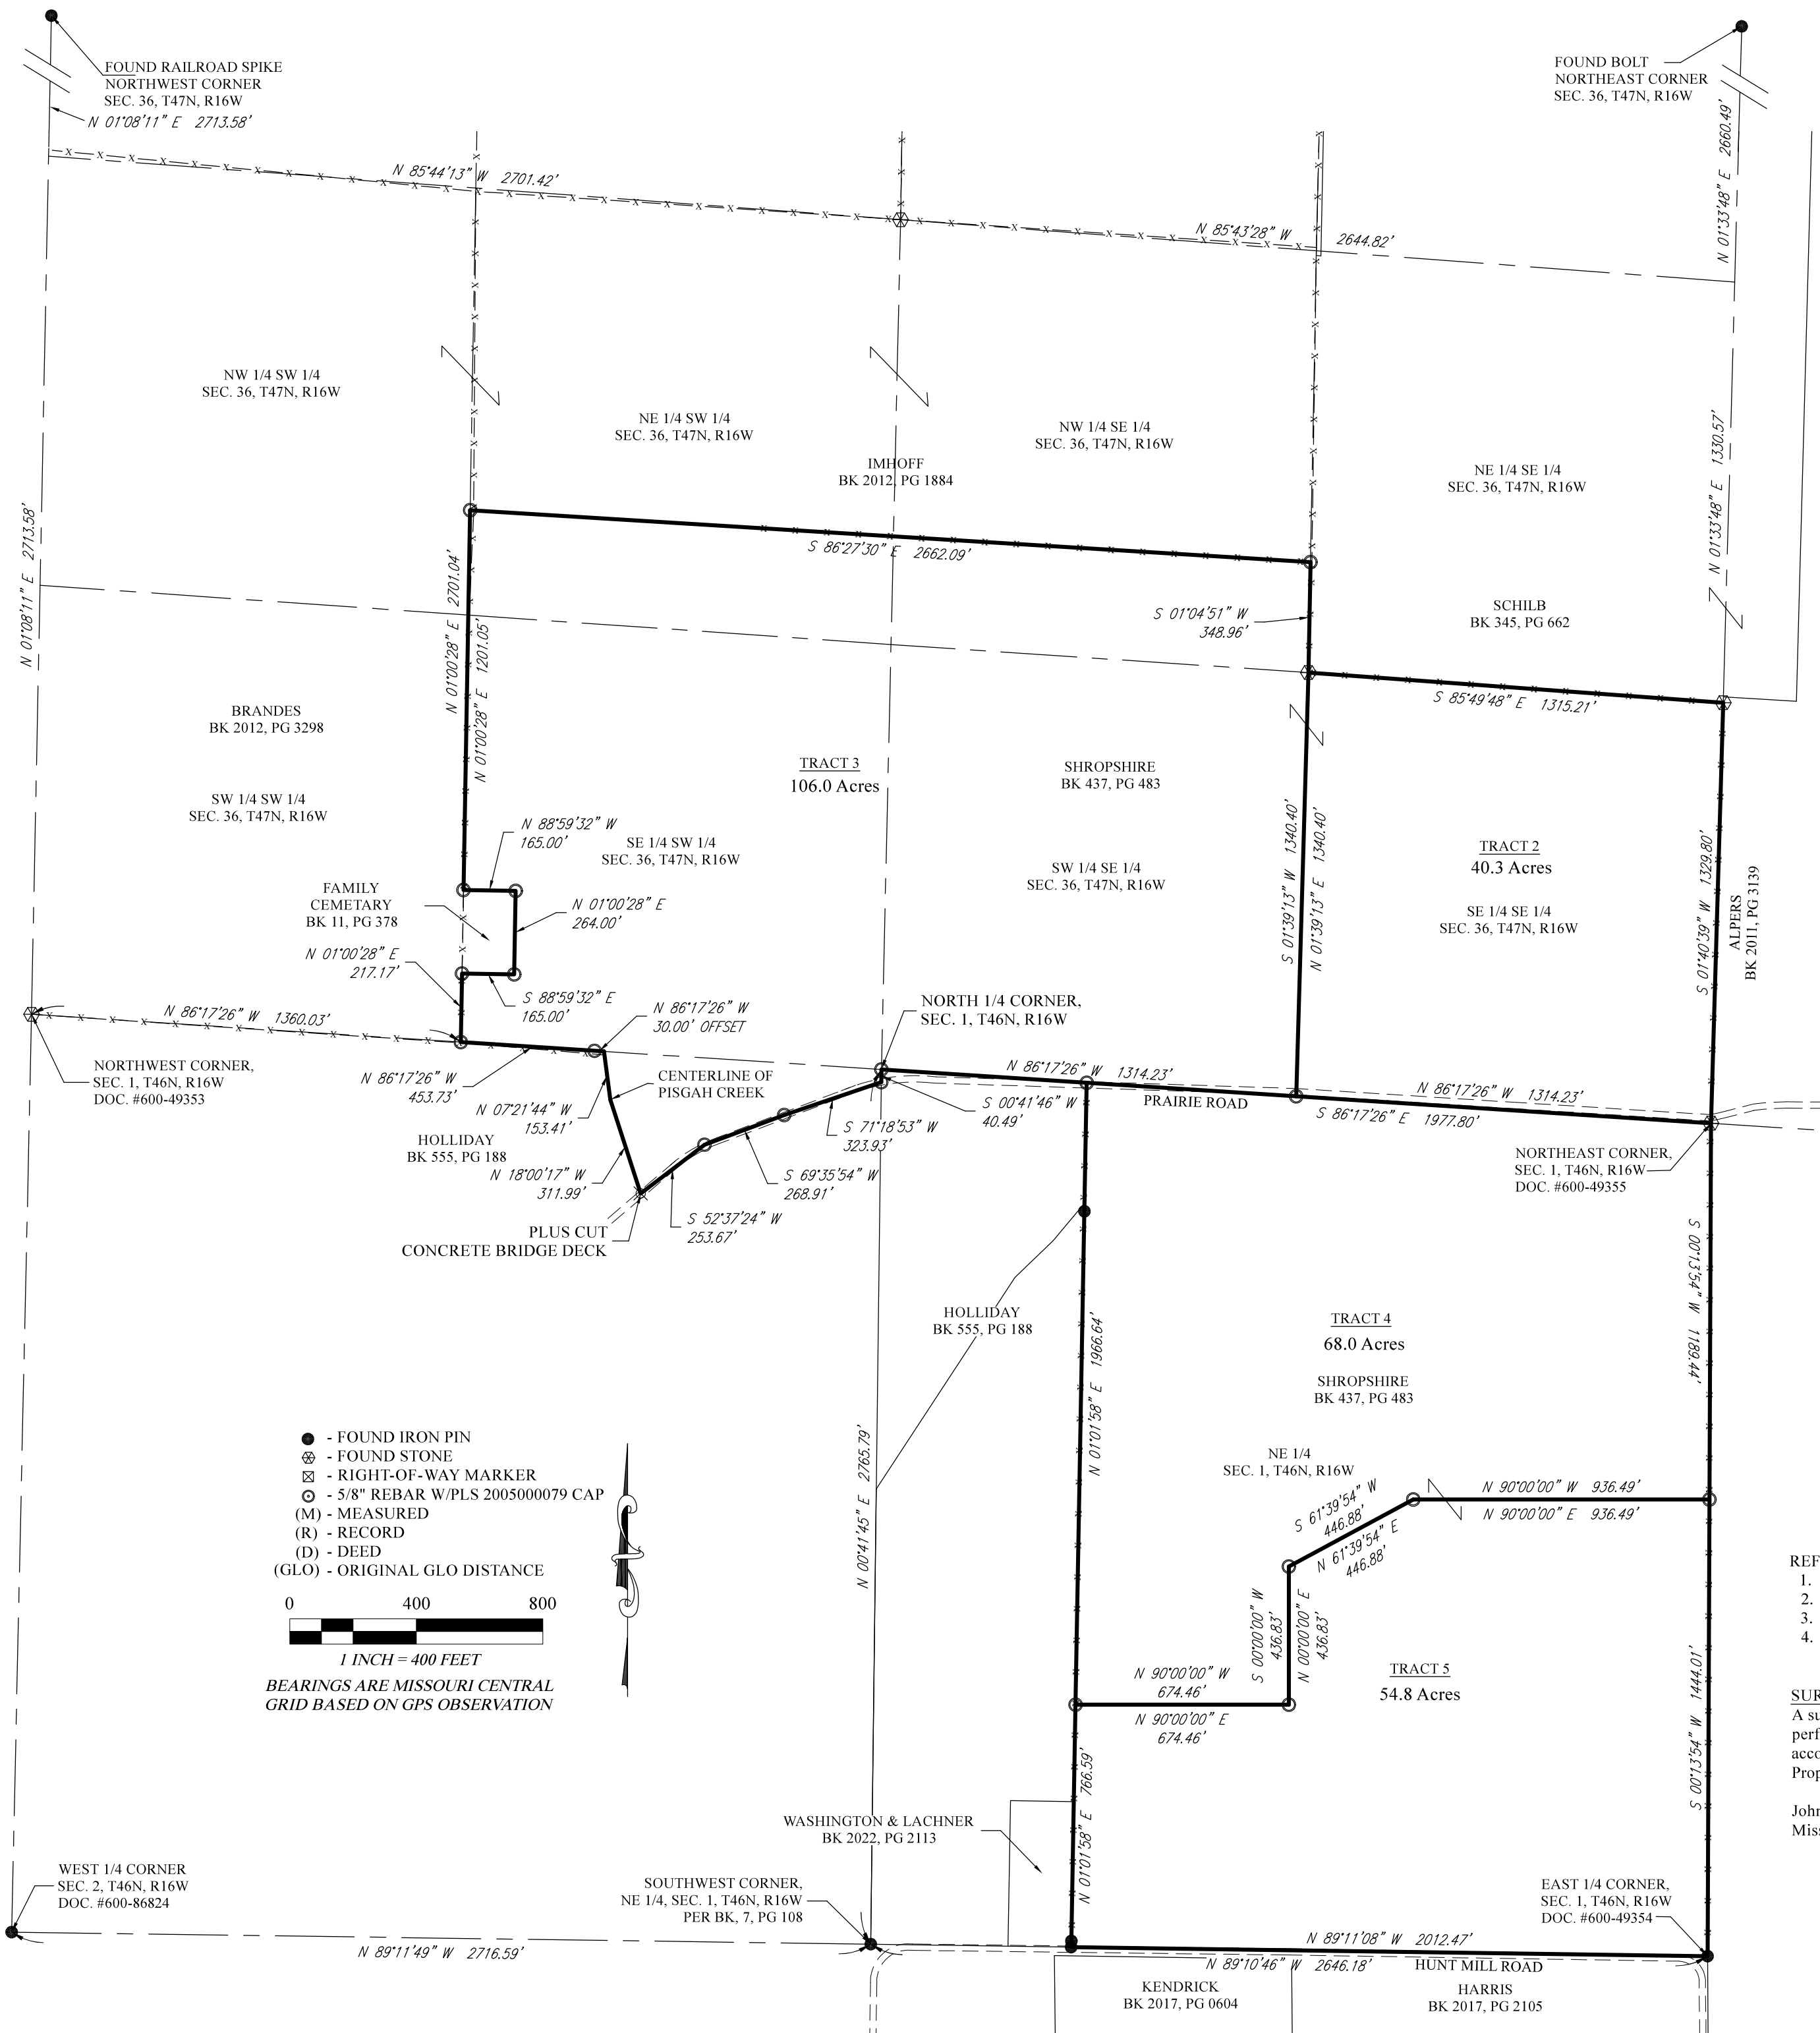 FOUND RAILROAD SPIKE
NORTHWEST CORNER
SEC. 36, T47N, R16W
N 01°08'11" E 2713.58'
FOUND BOLT
NORTHEAST CORNER
SEC. 36, T47N, R16W
N 01°33'48" E 2660.49'
N 85°44'13" W 2701.42'
N 85°43'28" W 2644.82'
NW 1/4 SW 1/4
SEC. 36, T47N, R16W
NE 1/4 SW 1/4
SEC. 36, T47N, R16W
NW 1/4 SE 1/4
SEC. 36, T47N, R16W
IMHOFF
BK 2012, PG 1884
NE 1/4 SE 1/4
SEC. 36, T47N, R16W
N 01°33'48" E 1330.57'
N 01°08'11" E 2713.58'
S 86°27'30" E 2662.09'
N 01°00'28" E 2701.04'
N 01°00'28" E 1201.05'
S 01°04'51" W
348.96'
SCHILB
BK 345, PG 662
S 85°49'48" E 1315.21'
BRANDES
BK 2012, PG 3298
TRACT 3
106.0 Acres
SHROPSHIRE
BK 437, PG 483
SW 1/4 SW 1/4
SEC. 36, T47N, R16W
N 88°59'32" W
165.00'
SE 1/4 SW 1/4
SEC. 36, T47N, R16W
SW 1/4 SE 1/4
SEC. 36, T47N, R16W
S 01°39'13" W 1340.40'
N 01°39'13" E 1340.40'
TRACT 2
40.3 Acres
SE 1/4 SE 1/4
SEC. 36, T47N, R16W
S 01°40'39" W 1329.80'
ALPERS
BK 2011, PG 3139
FAMILY
CEMETARY
BK 11, PG 378
N 01°00'28" E
264.00'
N 01°00'28" E
217.17'
S 88°59'32" E
165.00'
N 86°17'26" W 1360.03'
N 86°17'26" W
30.00' OFFSET
NORTH 1/4 CORNER,
SEC. 1, T46N, R16W
NORTHWEST CORNER,
SEC. 1, T46N, R16W
DOC. #600-49353
N 86°17'26" W
453.73'
CENTERLINE OF
PISGAH CREEK
N 86°17'26" W 1314.23'
PRAIRIE ROAD
N 86°17'26" W 1314.23'
S 86°17'26" E 1977.80'
N 07°21'44" W
153.41'
S 00°41'46" W
40.49'
S 71°18'53" W
323.93'
HOLLIDAY
BK 555, PG 188
N 18°00'17" W
311.99'
S 69°35'54" W
268.91'
NORTHEAST CORNER,
SEC. 1, T46N, R16W
DOC. #600-49355
PLUS CUT
CONCRETE BRIDGE DECK
S 52°37'24" W
253.67'
S 00°13'54" W 1189.44'
HOLLIDAY
BK 555, PG 188
N 01°01'58" E 1966.64'
TRACT 4
68.0 Acres
SHROPSHIRE
BK 437, PG 483
NE 1/4
SEC. 1, T46N, R16W
N 00°41'45" E 2765.79'
- FOUND IRON PIN
- FOUND STONE
- RIGHT-OF-WAY MARKER
- 5/8" REBAR W/PLS 2005000079 CAP
(M) - MEASURED
(R) - RECORD
(D) - DEED
(GLO) - ORIGINAL GLO DISTANCE
0 400 800
1 INCH = 400 FEET
BEARINGS ARE MISSOURI CENTRAL
GRID BASED ON GPS OBSERVATION
S 61°39'54" W
446.88'
N 61°39'54" E
446.88'
N 90°00'00" W 936.49'
N 90°00'00" E 936.49'
S 00°00'00" W
436.83'
N 00°00'00" E
436.83'
N 90°00'00" W
674.46'
N 90°00'00" E
674.46'
TRACT 5
54.8 Acres
S 00°13'54" W 1444.01'
REF
1.
2.
3.
4.
SUR
A su
perf
acco
Prop
John
Miss
N 01°01'58" E 766.59'
WASHINGTON & LACHNER
BK 2022, PG 2113
WEST 1/4 CORNER
SEC. 2, T46N, R16W
DOC. #600-86824
SOUTHWEST CORNER,
NE 1/4, SEC. 1, T46N, R16W
PER BK, 7, PG 108
EAST 1/4 CORNER,
SEC. 1, T46N, R16W
DOC. #600-49354
N 89°11'49" W 2716.59'
N 89°11'08" W 2012.47'
N 89°10'46" W 2646.18'
HUNT MILL ROAD
KENDRICK
BK 2017, PG 0604
HARRIS
BK 2017, PG 2105